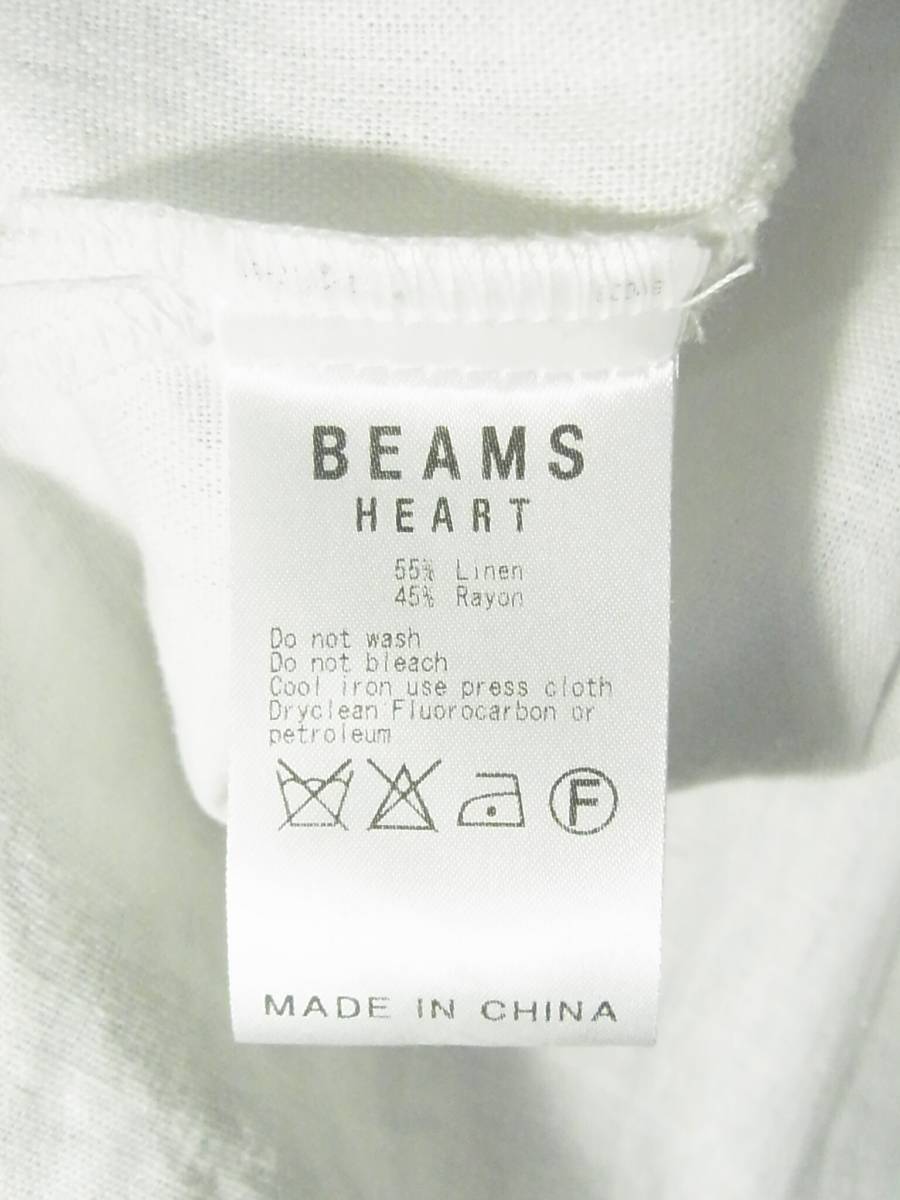 BEAMS
HEART
55% Linen
45% Rayon
Do not wash
Do not bleach
Cool iron use press cloth
Dryclean Fluorocarbon or
petroleum
F
MADE IN CHINA